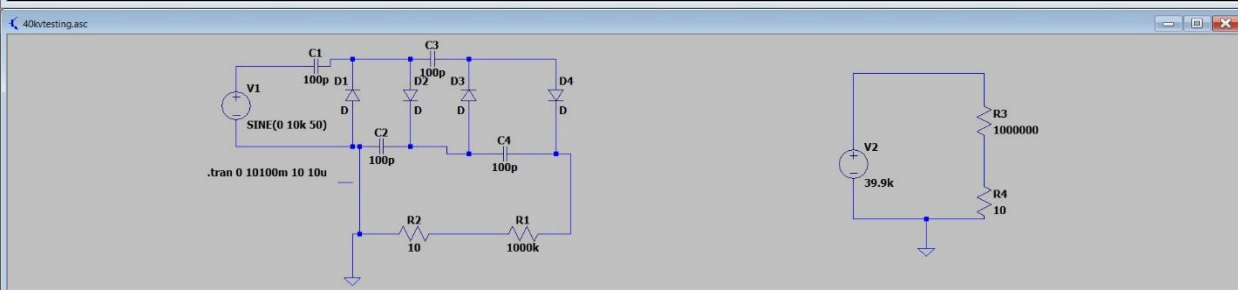 40kvtesting.asc
C1
100p
C3
100p
V1
SINE(0 10k 50)
D1
D
D2
D
D3
D
D4
D
C2
100p
C4
100p
.tran 0 10100m 10 10u
R2
10
R1
1000k
V2
39.9k
R3
1000000
R4
10